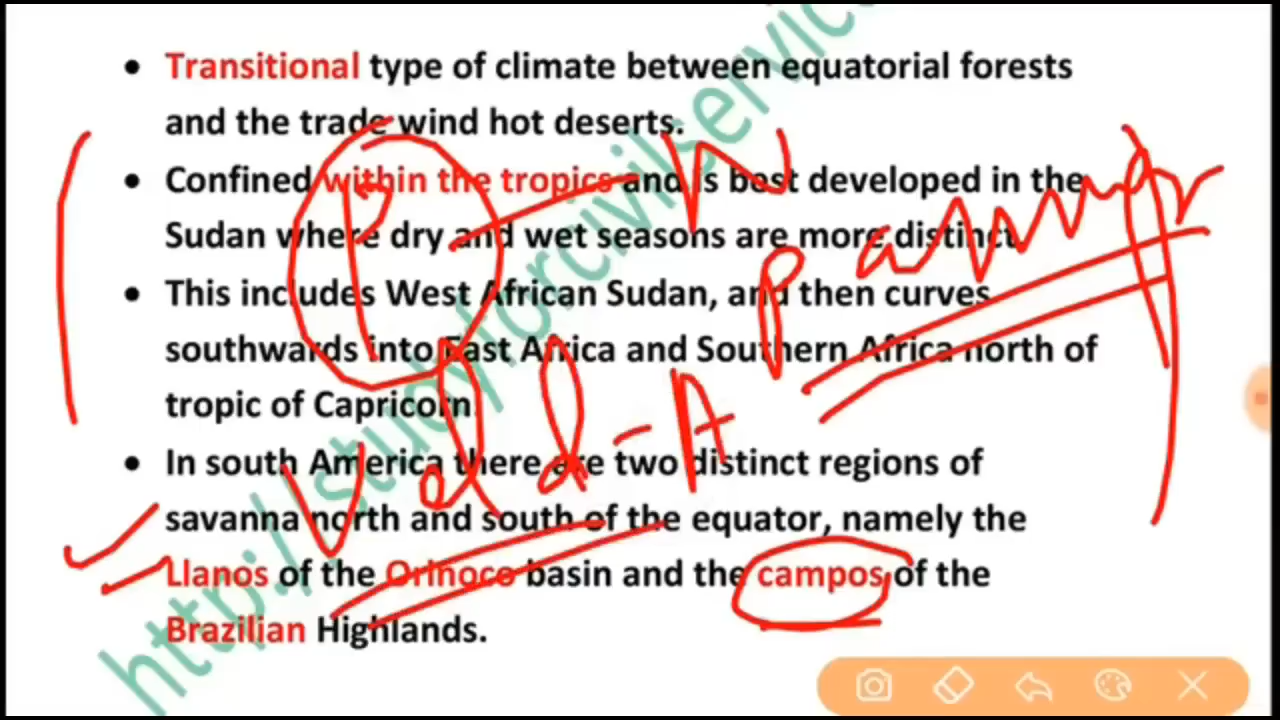 • Transitional type of climate between equatorial forests
and the trade wind hot deserts.
• Confined within the tropics and is best developed in the
Sudan where dry and wet seasons are more distinct.
• This includes West African Sudan, and then curves
southwards into East Africa and Southern Africa north of
tropic of Capricorn.
• In south America there are two distinct regions of
savanna north and south of the equator, namely the
Llanos of the Orinoco basin and the campos of the
Brazilian Highlands.
P
N
P
Veld - A
http://studyforcivilservic